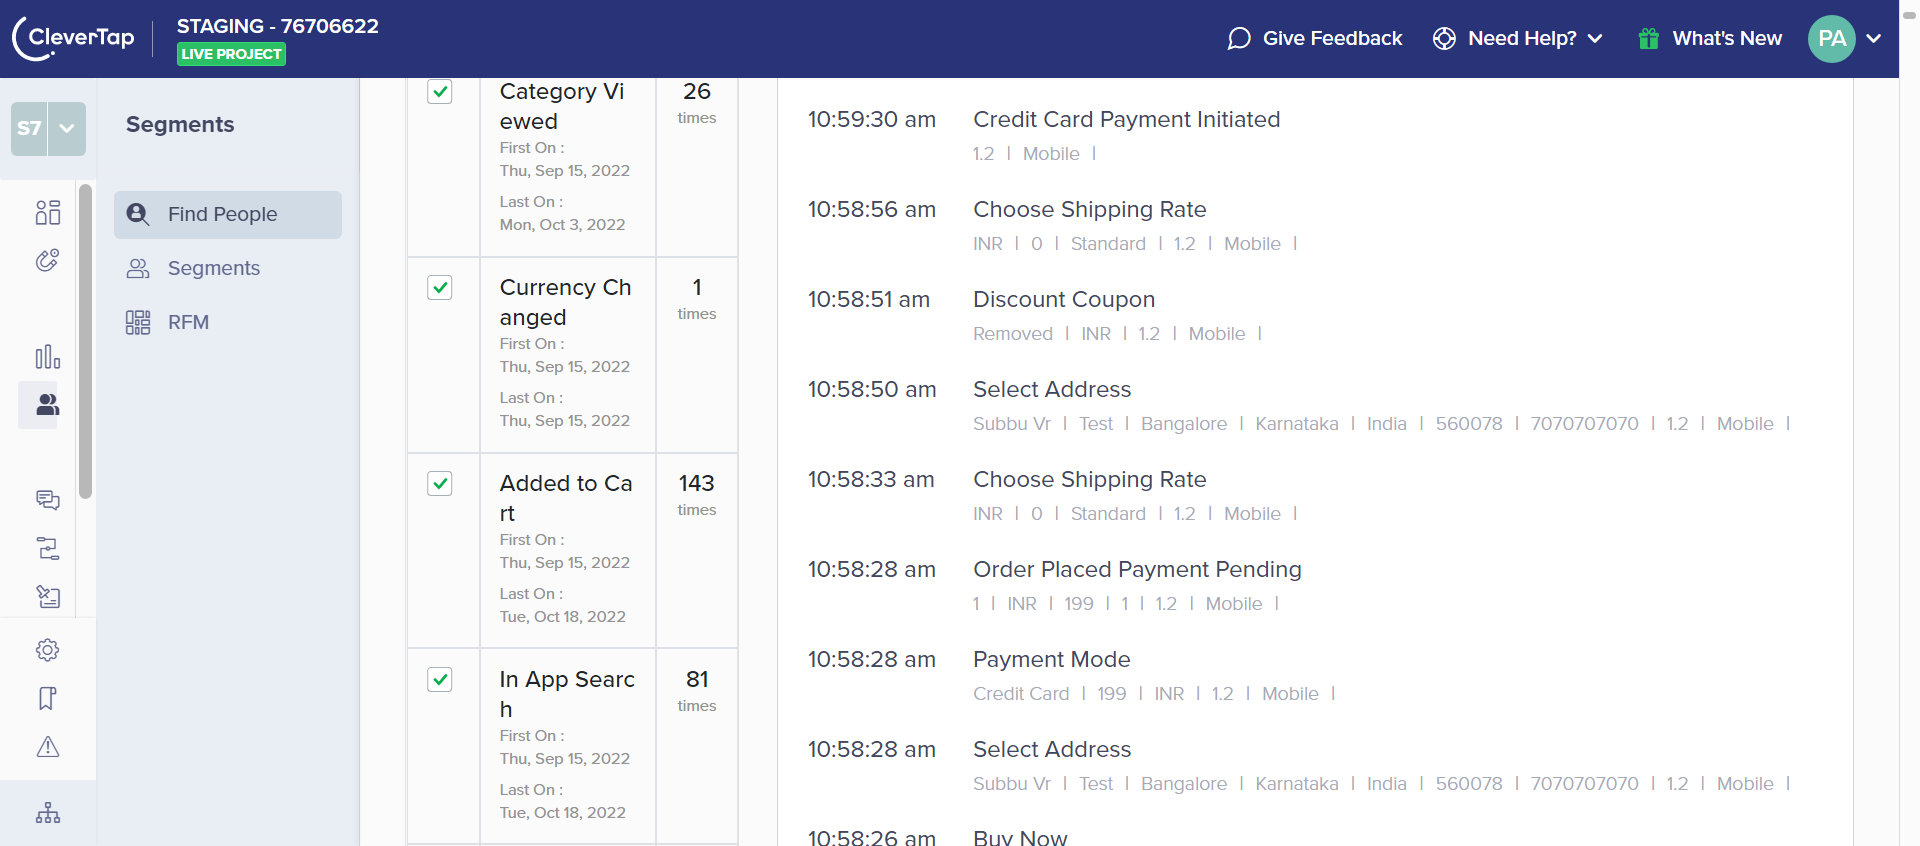 CleverTap
STAGING - 76706622
LIVE PROJECT
Give Feedback
Need Help?
What's New
PA
S7
Segments
Find People
Segments
RFM
Category Vi
ewed
First On :
Thu, Sep 15, 2022
Last On :
Mon, Oct 3, 2022
26
times
Currency Ch
anged
First On :
Thu, Sep 15, 2022
Last On :
Thu, Sep 15, 2022
1
times
Added to Ca
rt
First On :
Thu, Sep 15, 2022
Last On :
Tue, Oct 18, 2022
143
times
In App Searc
h
First On :
Thu, Sep 15, 2022
Last On :
Tue, Oct 18, 2022
81
times
10:59:30 am Credit Card Payment Initiated
1.2 | Mobile |
10:58:56 am Choose Shipping Rate
INR | 0 | Standard | 1.2 | Mobile |
10:58:51 am Discount Coupon
Removed | INR | 1.2 | Mobile |
10:58:50 am Select Address
Subbu Vr | Test | Bangalore | Karnataka | India | 560078 | 7070707070 | 1.2 | Mobile |
10:58:33 am Choose Shipping Rate
INR | 0 | Standard | 1.2 | Mobile |
10:58:28 am Order Placed Payment Pending
1 | INR | 199 | 1 | 1.2 | Mobile |
10:58:28 am Payment Mode
Credit Card | 199 | INR | 1.2 | Mobile |
10:58:28 am Select Address
Subbu Vr | Test | Bangalore | Karnataka | India | 560078 | 7070707070 | 1.2 | Mobile |
10:58:26 am Buy Now